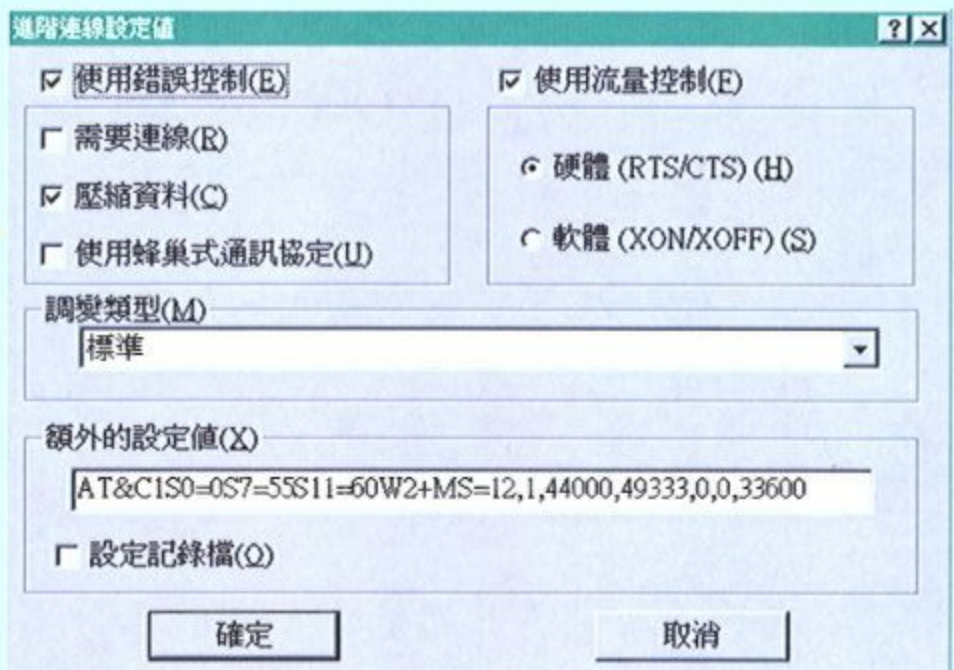 進階連線設定值
使用錯誤控制(E)
需要連線(R)
壓縮資料(C)
使用蜂巢式通訊協定(U)
使用流量控制(F)
硬體 (RTS/CTS) (H)
軟體 (XON/XOFF) (S)
調變類型(M)
標準
額外的設定值(X)
AT&C1S0=0S7=55S11=60W2+MS=12,1,44000,49333,0,0,33600
設定記錄檔(O)
確定
取消